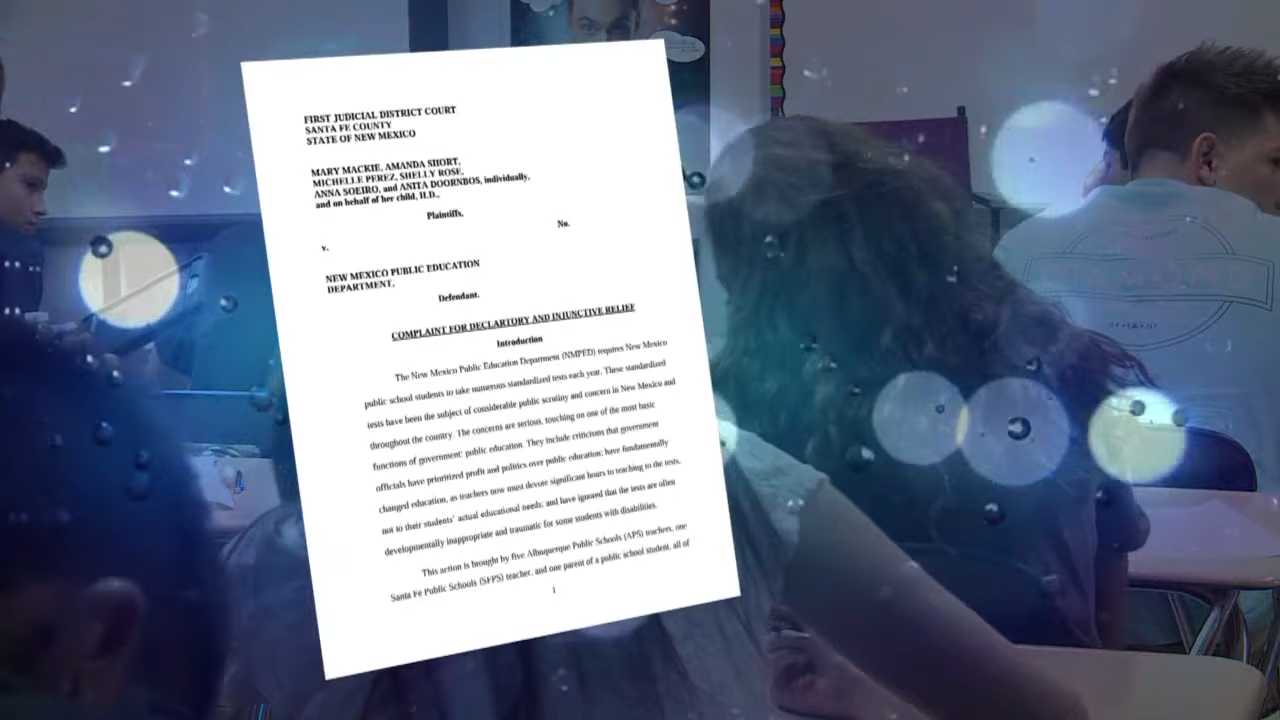 FIRST JUDICIAL DISTRICT COURT
SANTA FE COUNTY
STATE OF NEW MEXICO
MARY MACKIE, AMANDA SHORT,
MICHELLE PEREZ, SHELLY ROSE,
ANNA SOEIRO, and ANITA DOORNBOS, individually,
and on behalf of her child, H.D.,
Plaintiffs,
No.
v.
NEW MEXICO PUBLIC EDUCATION
DEPARTMENT,
Defendant.
COMPLAINT FOR DECLARTORY AND INJUNCTIVE RELIEF
Introduction
The New Mexico Public Education Department (NMPED) requires New Mexico
public school students to take numerous standardized tests each year. These standardized
tests have been the subject of considerable public scrutiny and concern in New Mexico and
throughout the country. The concerns are serious, touching on one of the most basic
functions of government: public education. They include criticisms that government
officials have prioritized profit and politics over public education; have fundamentally
changed education, as teachers now must devote significant hours to teaching to the tests,
not to their students' actual educational needs; and have ignored that the tests are often
developmentally inappropriate and traumatic for some students with disabilities.
This action is brought by five Albuquerque Public Schools (APS) teachers, one
Santa Fe Public Schools (SFPS) teacher, and one parent of a public school student, all of
1